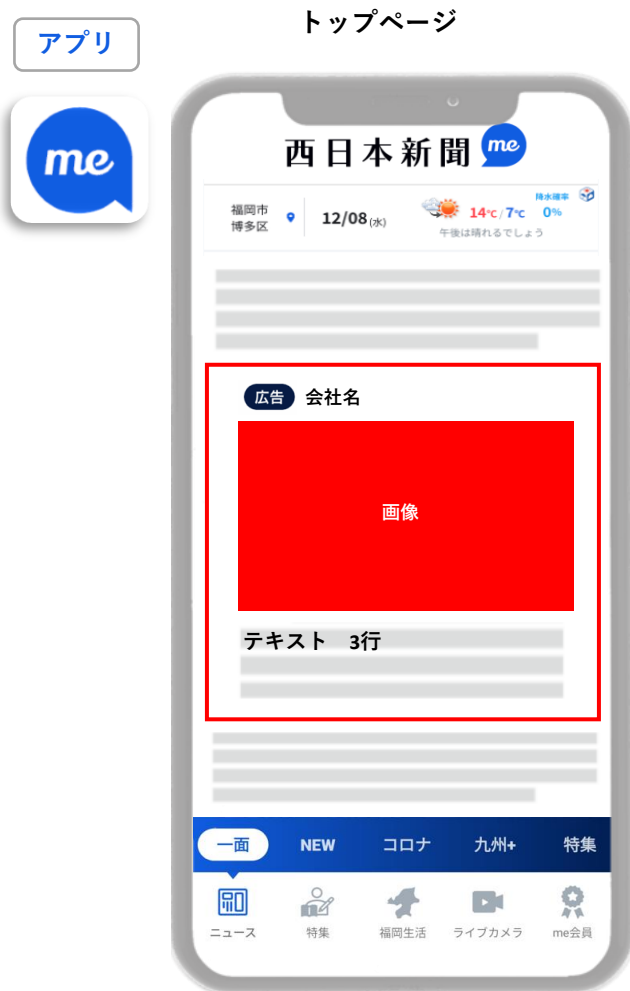 トップページ
アプリ
me
西日本新聞 me
福岡市
博多区
12/08(水)
14℃/7℃
降水確率
0%
午後は晴れるでしょう
広告 会社名
画像
テキスト 3行
一面 NEW コロナ 九州+ 特集
ニュース 特集 福岡生活 ライブカメラ me会員